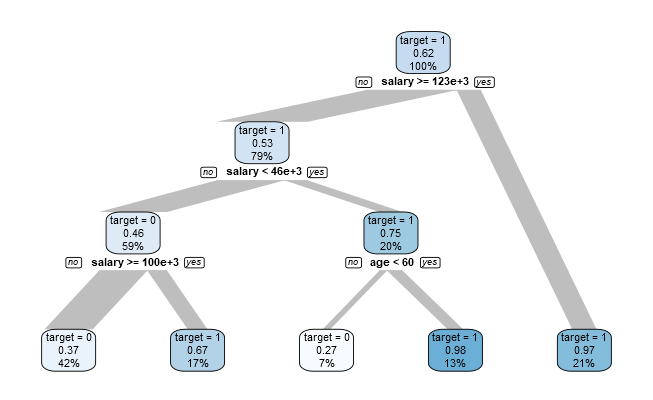 target = 1
0.62
100%
no salary >= 123e+3 yes
target = 1
0.53
79%
no salary < 46e+3 yes
target = 0
0.46
59%
target = 1
0.75
20%
no salary >= 100e+3 yes
no age < 60 yes
target = 0
0.37
42%
target = 1
0.67
17%
target = 0
0.27
7%
target = 1
0.98
13%
target = 1
0.97
21%